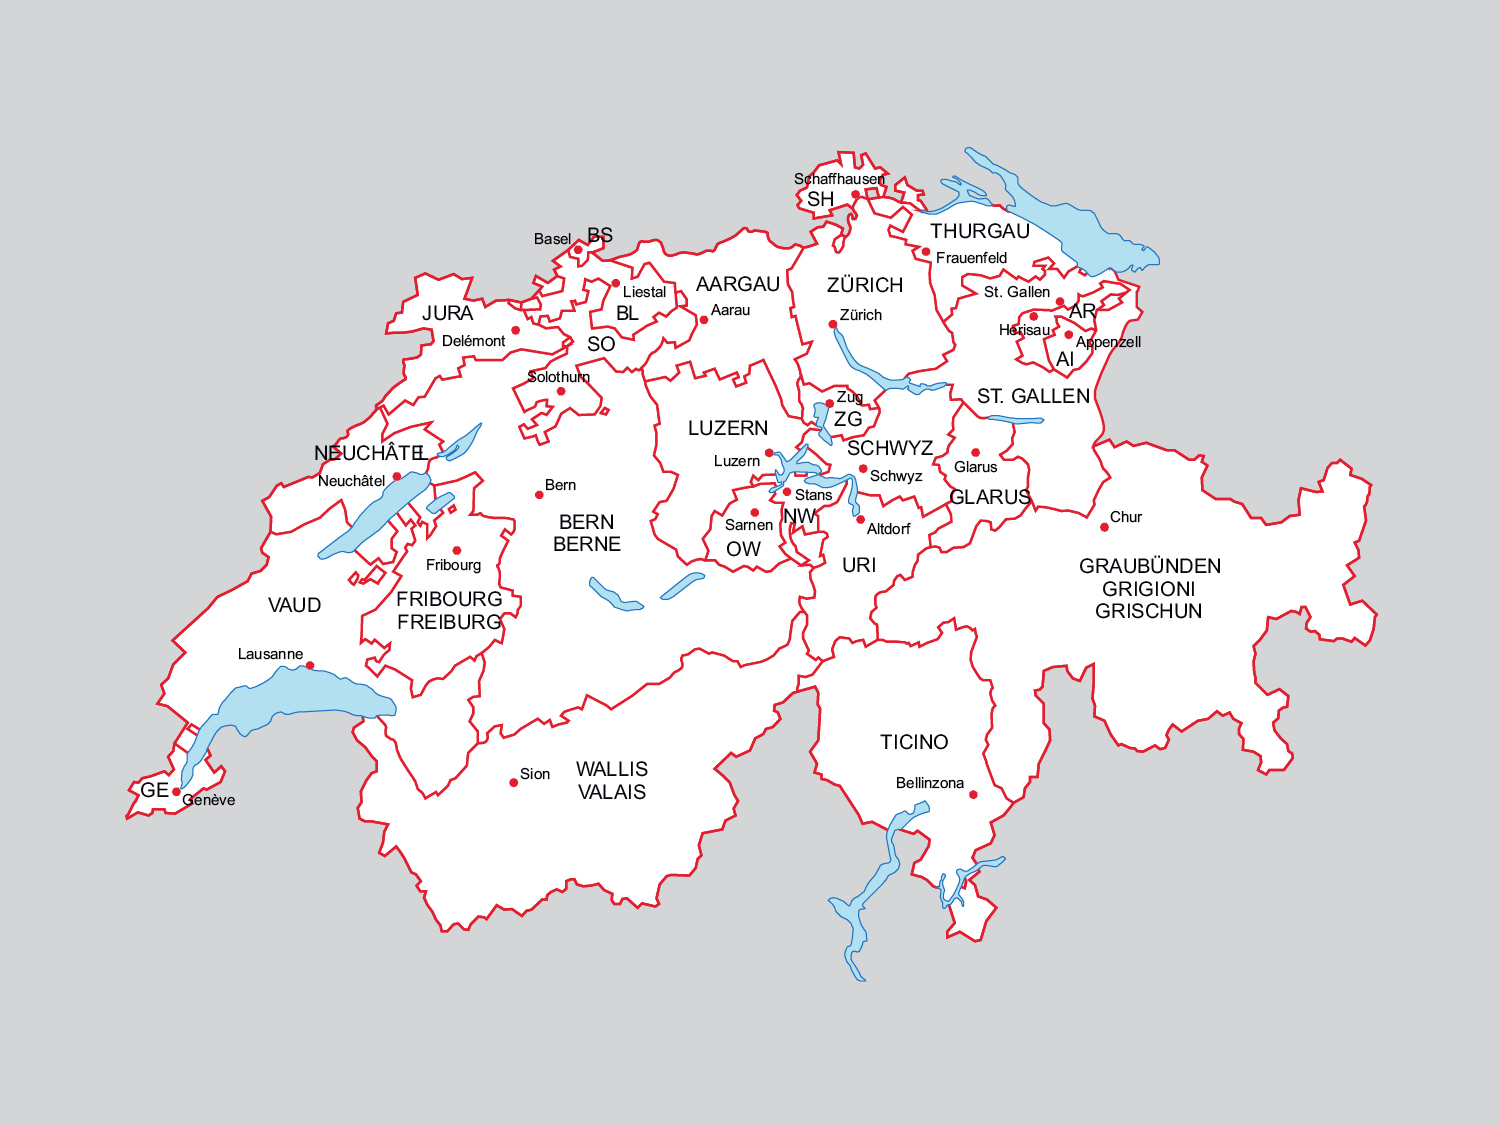 Schaffhausen
SH
THURGAU
Frauenfeld
BS
Basel
AARGAU
Aarau
ZÜRICH
Zürich
Liestal
BL
JURA
Delémont
SO
Solothurn
St. Gallen
AR
Herisau
Appenzell
AI
ST. GALLEN
Zug
ZG
LUZERN
Luzern
SCHWYZ
Schwyz
Glarus
GLARUS
NEUCHÂTEL
Neuchâtel
Bern
BERN
BERNE
Stans
NW
Sarnen
OW
Altdorf
URI
Chur
GRAUBÜNDEN
GRIGIONI
GRISCHUN
Fribourg
FRIBOURG
FREIBURG
VAUD
Lausanne
TICINO
Bellinzona
Sion
WALLIS
VALAIS
GE
Genève